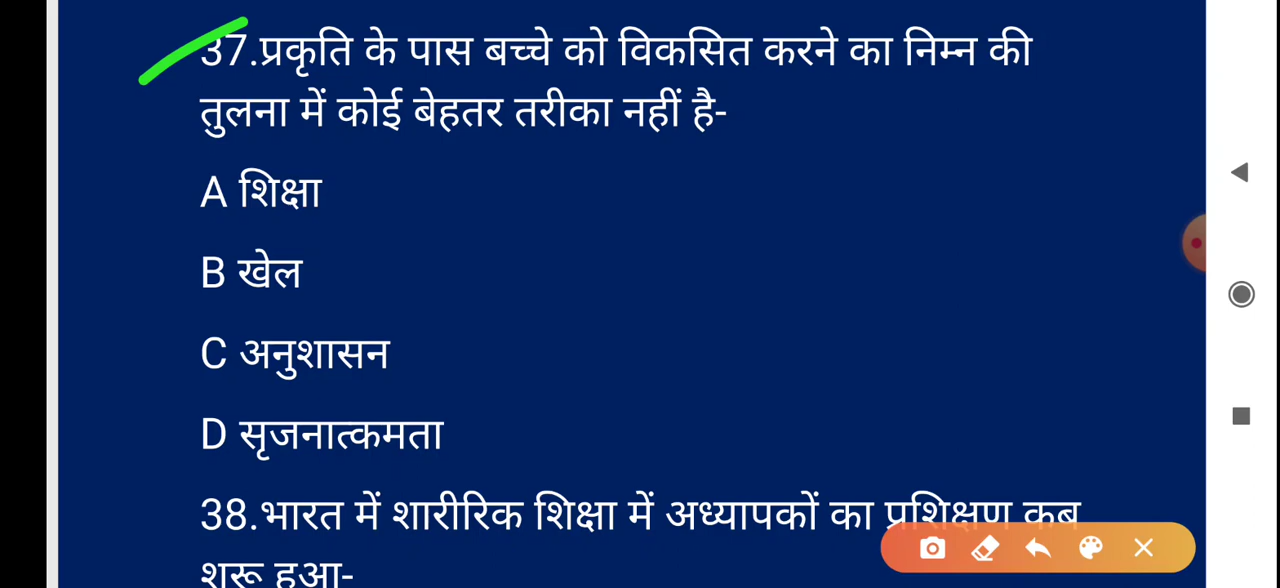 37.प्रकृति के पास बच्चे को विकसित करने का निम्न की
तुलना में कोई बेहतर तरीका नहीं है-
A शिक्षा
B खेल
C अनुशासन
D सृजनात्कमता
38.भारत में शारीरिक शिक्षा में अध्यापकों का प्रशिक्षण कब
शुरू हुआ-